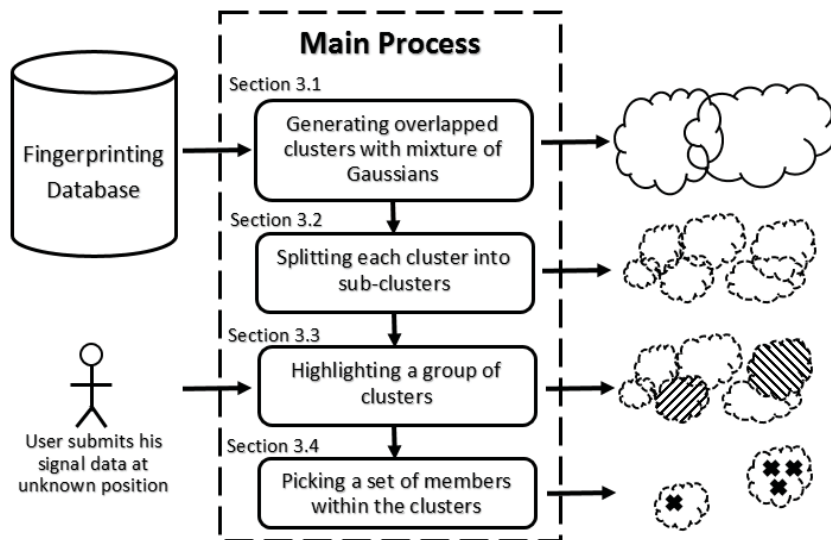 Main Process
Section 3.1
Fingerprinting
Database
Generating overlapped
clusters with mixture of
Gaussians
Section 3.2
Splitting each cluster into
sub-clusters
Section 3.3
Highlighting a group of
clusters
User submits his
signal data at
unknown position
Section 3.4
Picking a set of members
within the clusters